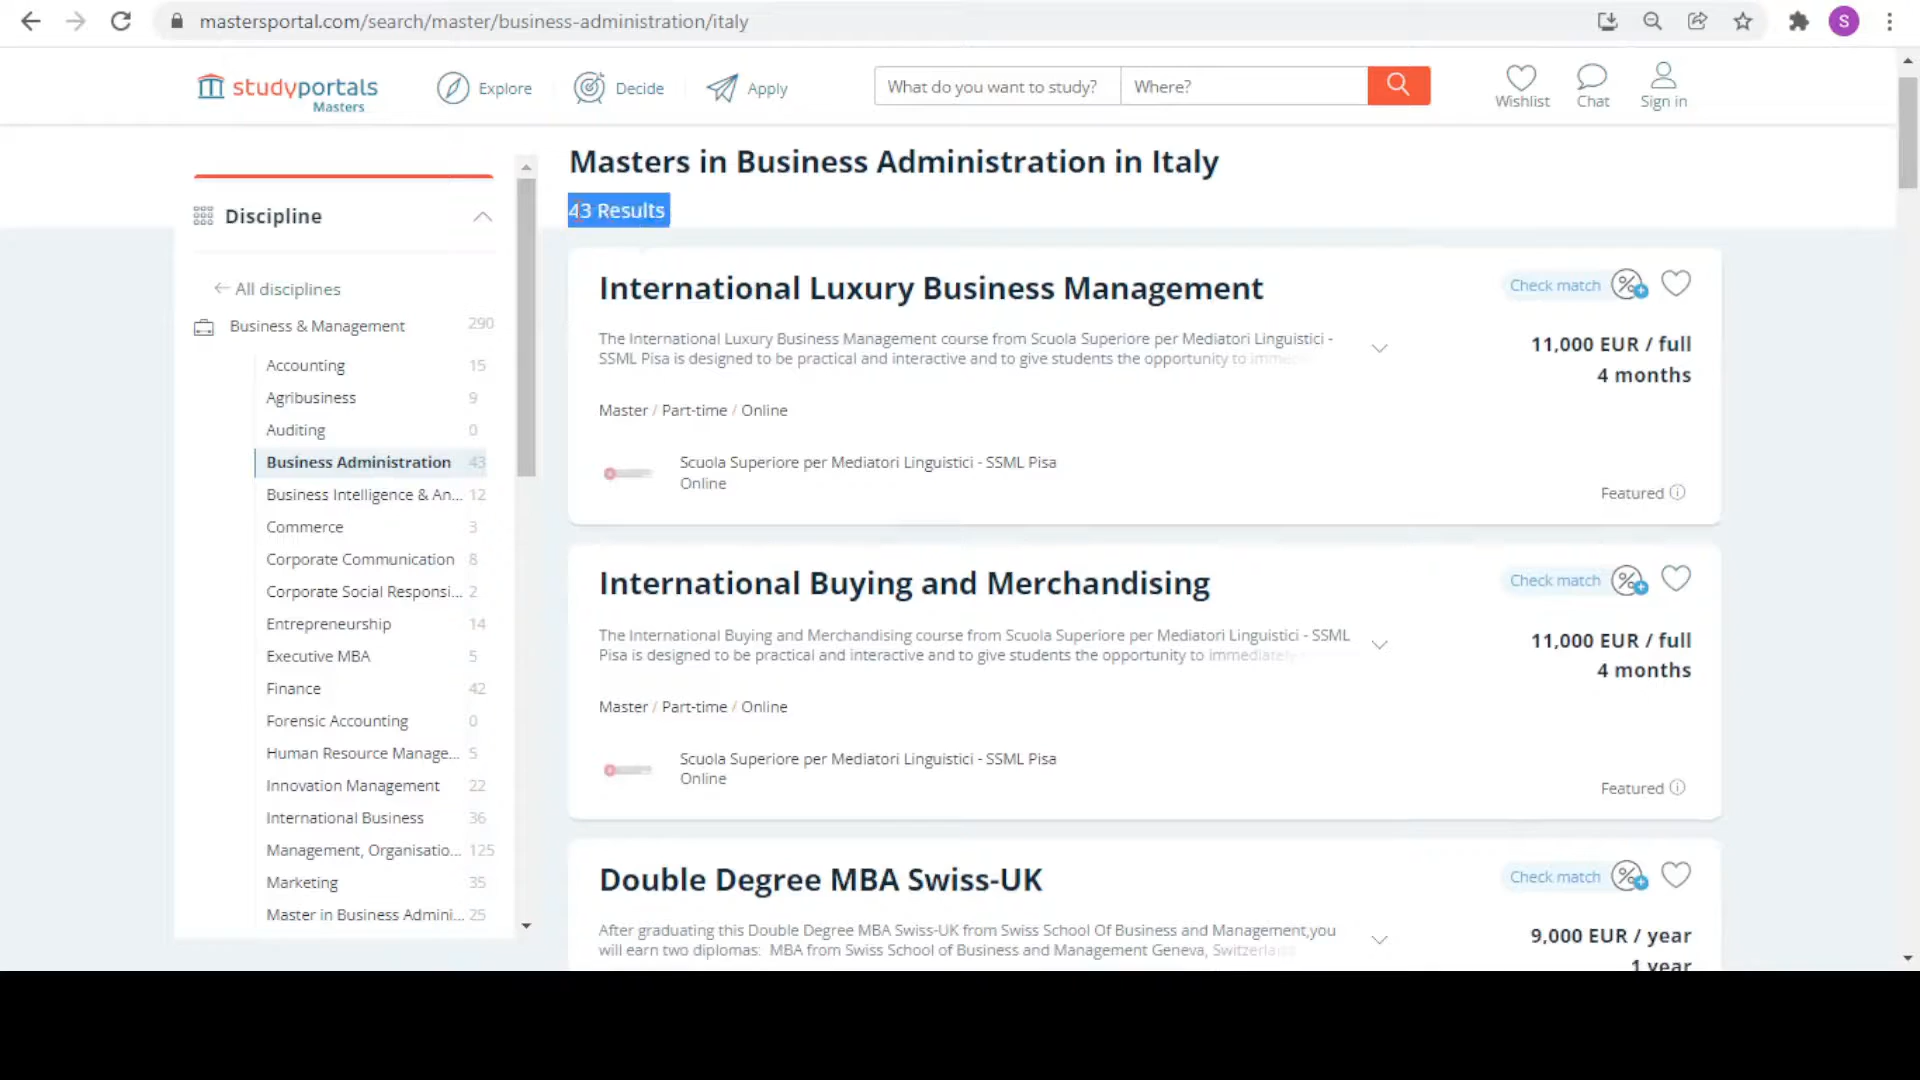 mastersportal.com/search/master/business-administration/italy
S
studyportals
Masters
Explore
Decide
Apply
What do you want to study?
Where?
Wishlist
Chat
Sign in
Masters in Business Administration in Italy
43 Results
Discipline
All disciplines
Business & Management 290
Accounting 15
Agribusiness 9
Auditing 0
Business Administration 43
Business Intelligence & An... 12
Commerce 3
Corporate Communication 8
Corporate Social Responsi... 2
Entrepreneurship 14
Executive MBA 5
Finance 42
Forensic Accounting 0
Human Resource Manage... 5
Innovation Management 22
International Business 36
Management, Organisatio... 125
Marketing 35
Master in Business Admini... 25
International Luxury Business Management
Check match
The International Luxury Business Management course from Scuola Superiore per Mediatori Linguistici -
SSML Pisa is designed to be practical and interactive and to give students the opportunity to immedi
11,000 EUR / full
4 months
Master / Part-time / Online
Scuola Superiore per Mediatori Linguistici - SSML Pisa
Online
Featured
International Buying and Merchandising
Check match
The International Buying and Merchandising course from Scuola Superiore per Mediatori Linguistici - SSML
Pisa is designed to be practical and interactive and to give students the opportunity to immediately
11,000 EUR / full
4 months
Master / Part-time / Online
Scuola Superiore per Mediatori Linguistici - SSML Pisa
Online
Featured
Double Degree MBA Swiss-UK
Check match
After graduating this Double Degree MBA Swiss-UK from Swiss School Of Business and Management,you
will earn two diplomas: MBA from Swiss School of Business and Management Geneva, Switzerla
9,000 EUR / year
1 year